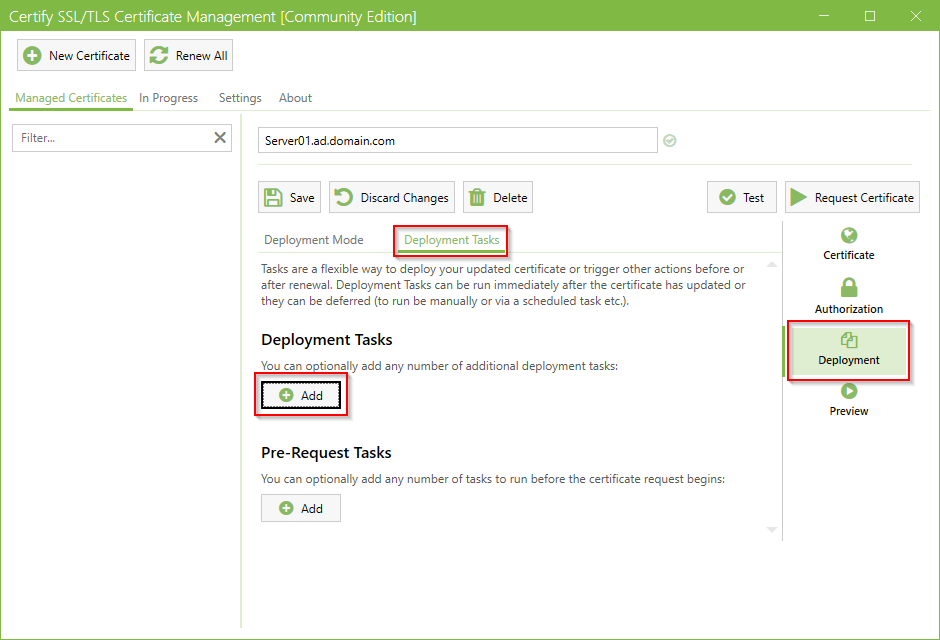 Certify SSL/TLS Certificate Management [Community Edition]
New Certificate
Renew All
Managed Certificates
In Progress
Settings
About
Filter...
Server01.ad.domain.com
Save
Discard Changes
Delete
Test
Request Certificate
Deployment Mode
Deployment Tasks
Tasks are a flexible way to deploy your updated certificate or trigger other actions before or
after renewal. Deployment Tasks can be run immediately after the certificate has updated or
they can be deferred (to run be manually or via a scheduled task etc.).
Deployment Tasks
You can optionally add any number of additional deployment tasks:
Add
Pre-Request Tasks
You can optionally add any number of tasks to run before the certificate request begins:
Add
Certificate
Authorization
Deployment
Preview